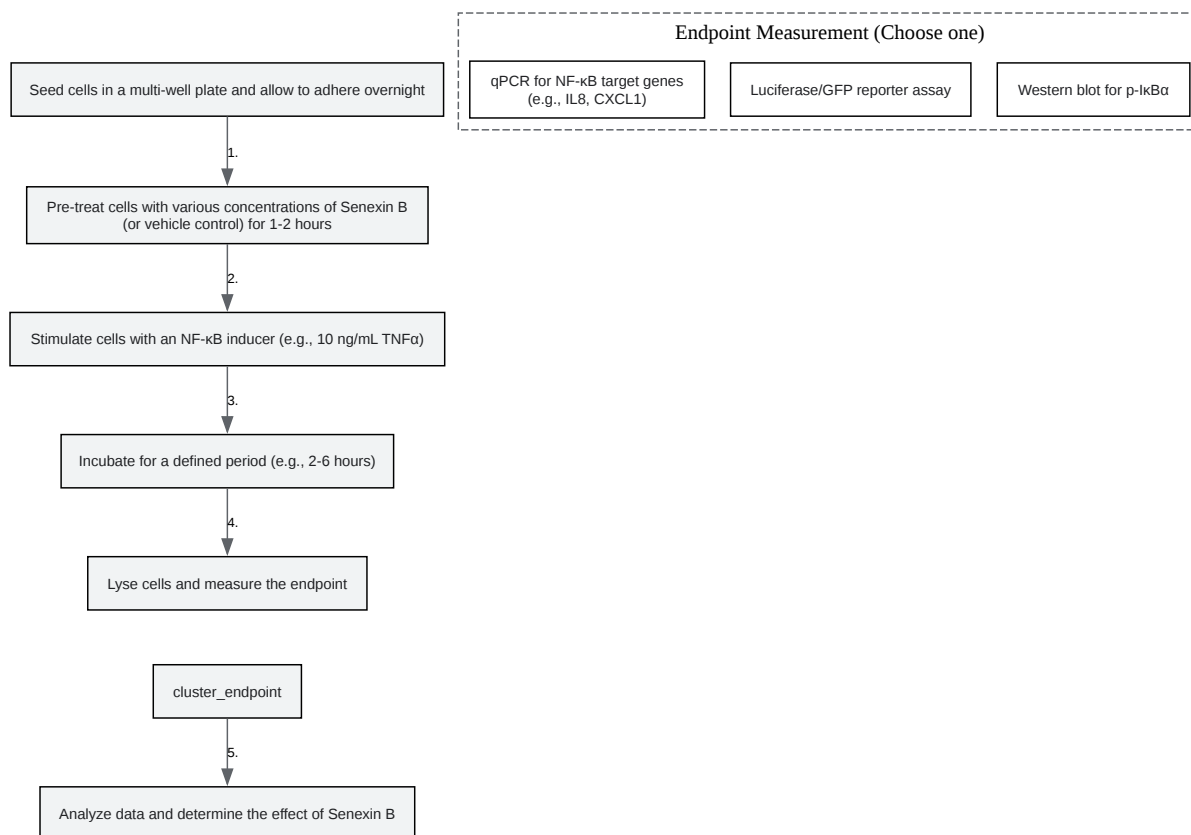 Seed cells in a multi-well plate and allow to adhere overnight
1.
Pre-treat cells with various concentrations of Senexin B
(or vehicle control) for 1-2 hours
2.
Stimulate cells with an NF-κB inducer (e.g., 10 ng/mL TNFα)
3.
Incubate for a defined period (e.g., 2-6 hours)
4.
Lyse cells and measure the endpoint
cluster_endpoint
5.
Analyze data and determine the effect of Senexin B
Endpoint Measurement (Choose one)
qPCR for NF-κB target genes
(e.g., IL8, CXCL1)
Luciferase/GFP reporter assay
Western blot for p-IκBα